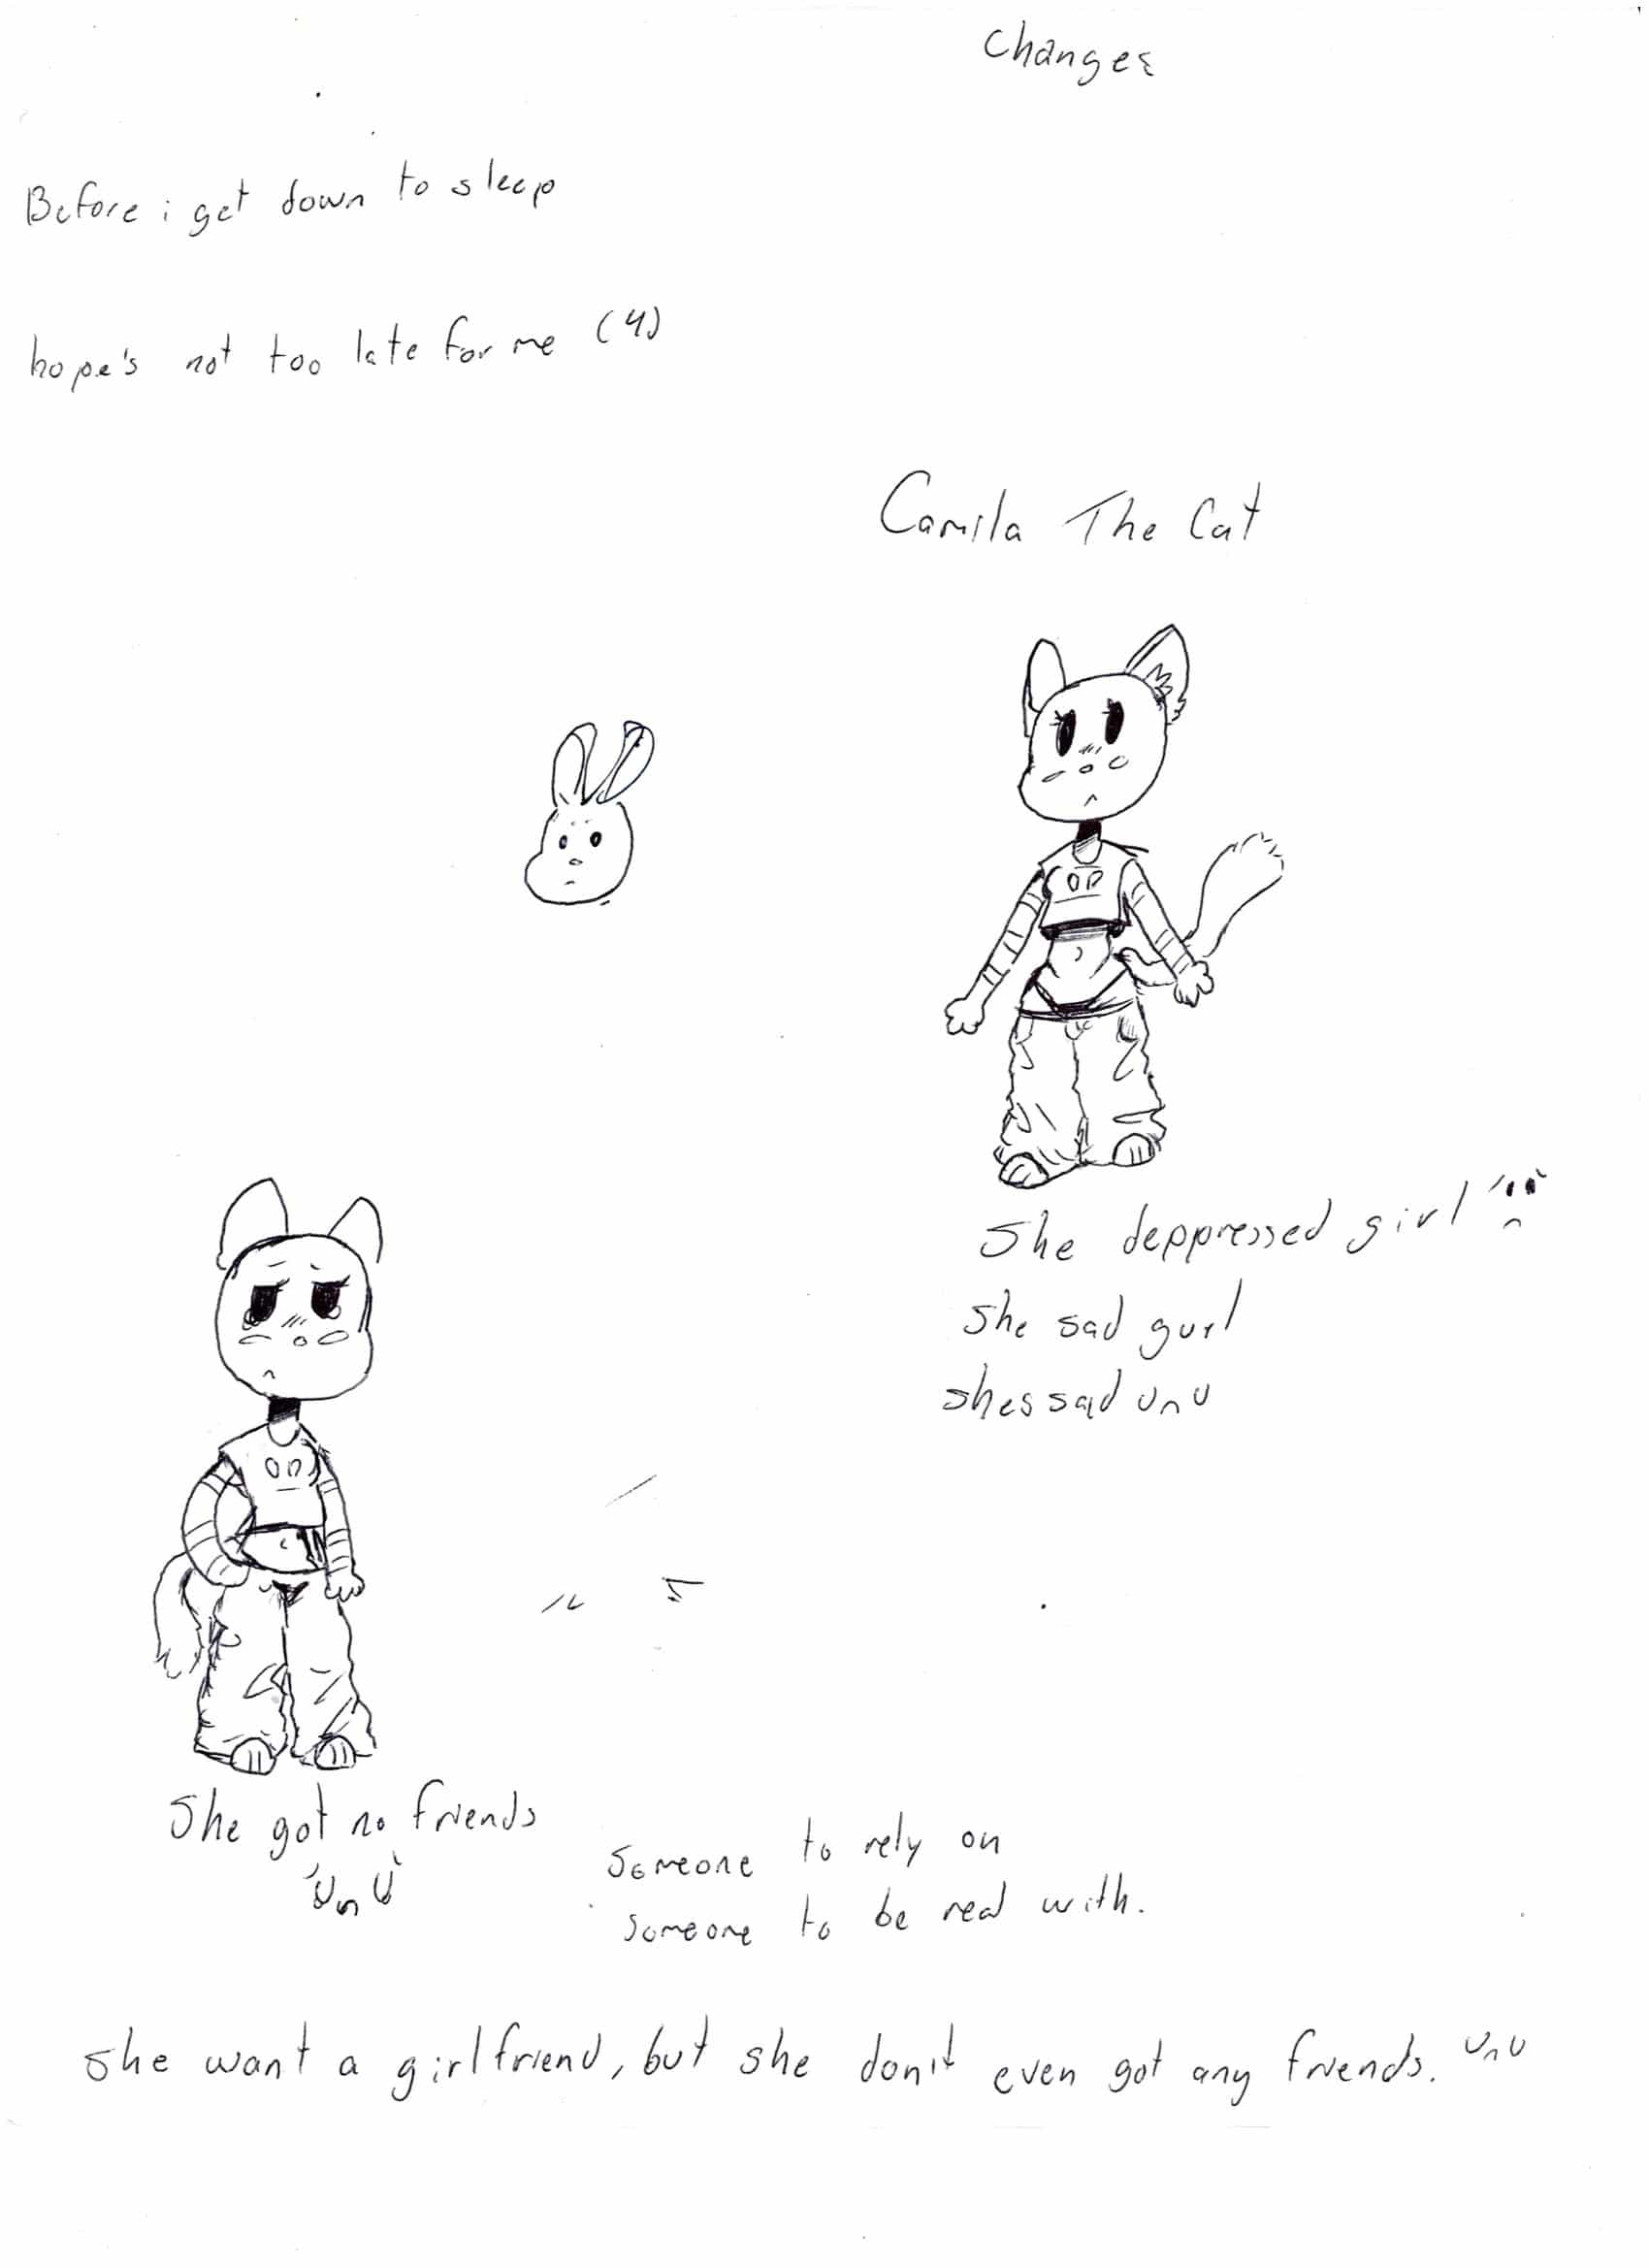 Changes
Before i get down to sleep
hope's not too late for me (4)
Camila The Cat
She deppressed girl
She sad gurl
shes sad UnU
She got no friends
UnU
Someone to rely on
Someone to be real with.
She want a girlfriend, but she don't even got any friends. UnU